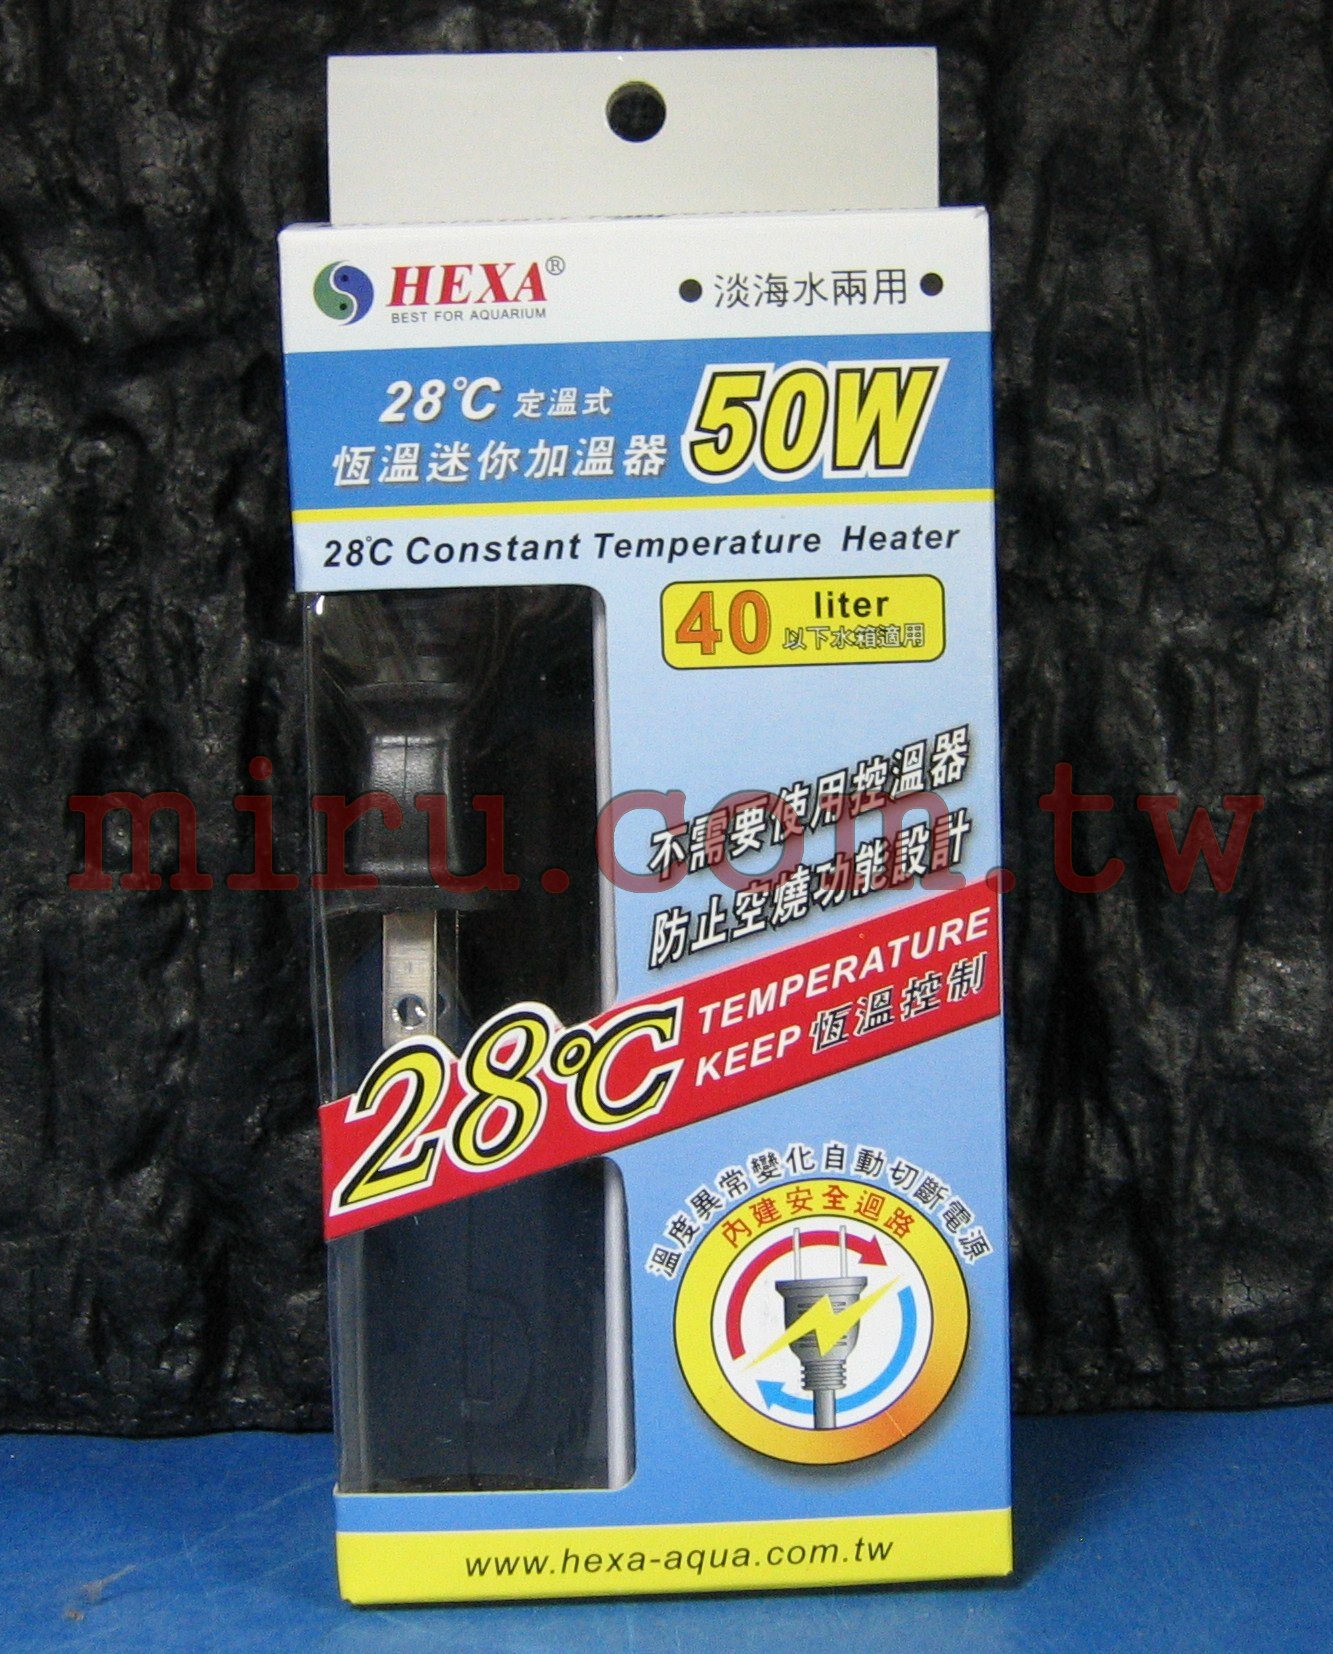 HEXA®
BEST FOR AQUARIUM
●淡海水兩用●
28℃ 定溫式
恆溫迷你加溫器
50W
28℃ Constant Temperature Heater
40 liter
以下水箱適用
不需要使用控溫器
防止空燒功能設計
miru.com.tw
28℃
TEMPERATURE
KEEP 恆溫控制
溫度異常變化自動切斷電源
內建安全迴路
www.hexa-aqua.com.tw